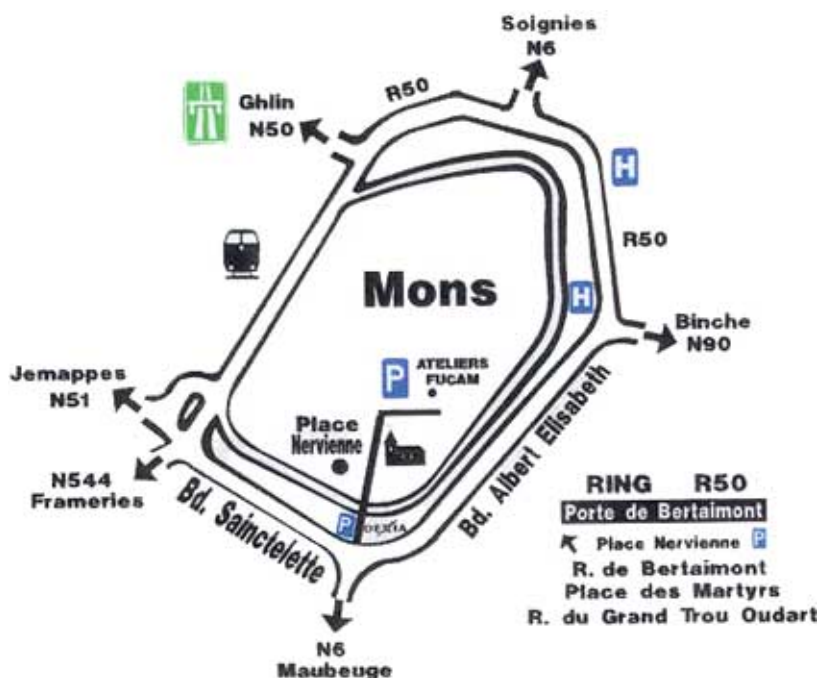 Soignies
N6
R50
Ghlin
N50
H
R50
Mons
H
Binche
N90
Jemappes
N51
P
ATELIERS
FUCAM
Place
Nervienne
Bd. Albert Elisabeth
N544
Frameries
Bd. Sainctelette
P
DEXIA
RING R50
Porte de Bertaimont
Place Nervienne P
R. de Bertaimont
Place des Martyrs
R. du Grand Trou Oudart
N6
Maubeuge